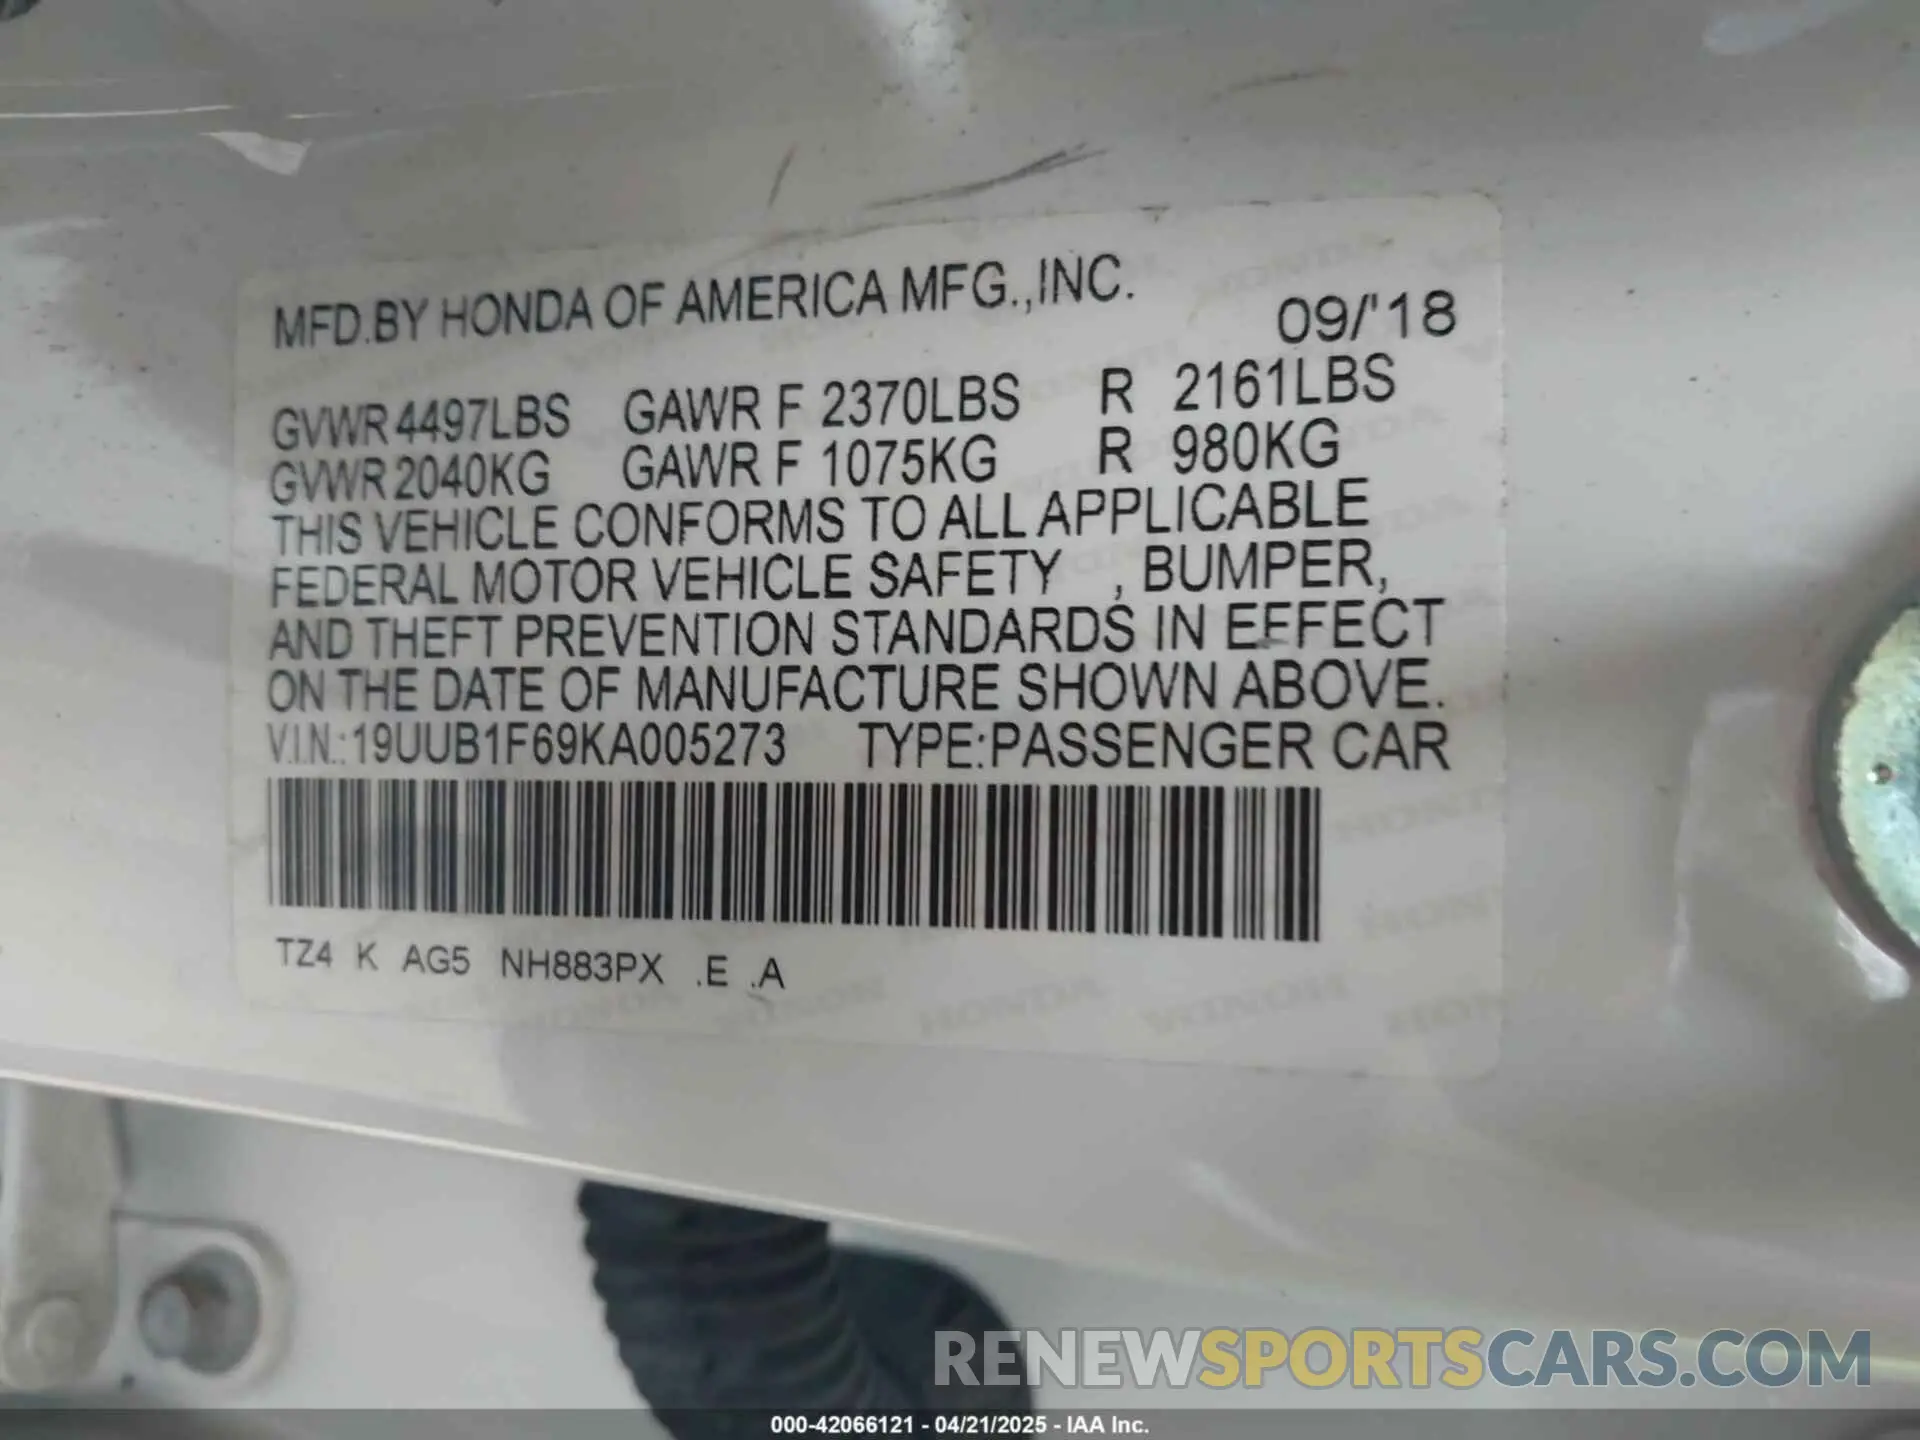 MFD.BY HONDA OF AMERICA MFG.,INC.
09/'18
GVWR 4497LBS GAWR F 2370LBS R 2161LBS
GVWR 2040KG GAWR F 1075KG R 980KG
THIS VEHICLE CONFORMS TO ALL APPLICABLE
FEDERAL MOTOR VEHICLE SAFETY , BUMPER,
AND THEFT PREVENTION STANDARDS IN EFFECT
ON THE DATE OF MANUFACTURE SHOWN ABOVE.
V.I.N.:19UUB1F69KA005273 TYPE:PASSENGER CAR
TZ4 K AG5 NH883PX .E .A
RENEWSPORTSCARS.COM
000-42066121 - 04/21/2025 - IAA Inc.